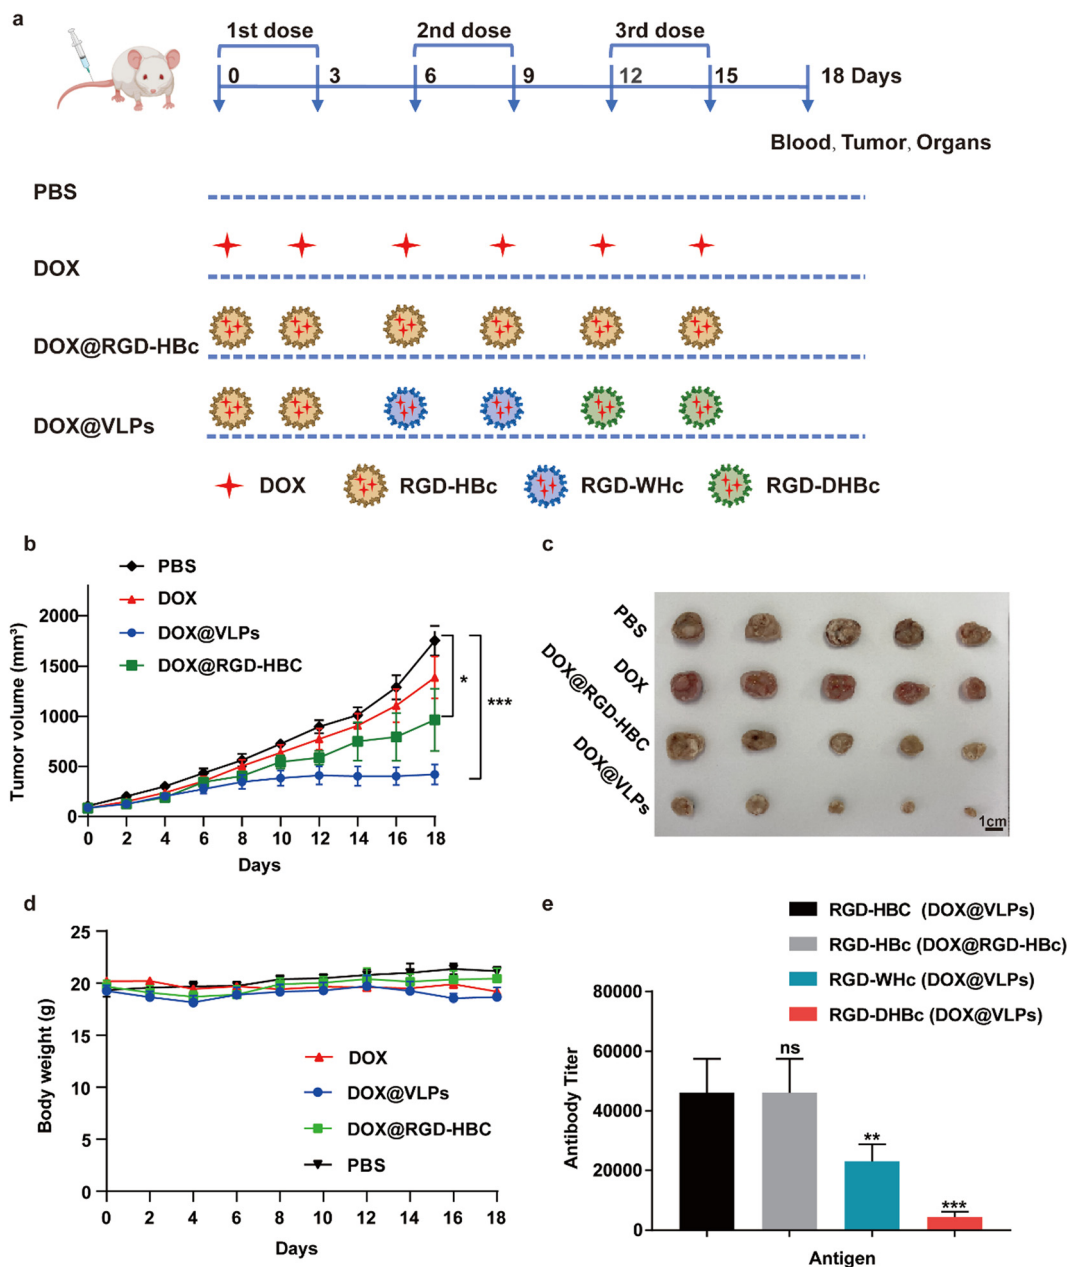 a
1st dose
2nd dose
3rd dose
0 3 6 9 12 15 18 Days
Blood, Tumor, Organs
PBS
DOX
DOX@RGD-HBc
DOX@VLPs
DOX RGD-HBc RGD-WHc RGD-DHBc
b
PBS
DOX
DOX@VLPs
DOX@RGD-HBC
Tumor volume (mm³)
2000
1500
1000
500
0
* ***
0 2 4 6 8 10 12 14 16 18
Days
c
PBS
DOX
DOX@RGD-HBC
DOX@VLPs
1cm
d
Body weight (g)
25
20
15
10
5
0
DOX
DOX@VLPs
DOX@RGD-HBC
PBS
0 2 4 6 8 10 12 14 16 18
Days
e
RGD-HBC (DOX@VLPs)
RGD-HBc (DOX@RGD-HBc)
RGD-WHc (DOX@VLPs)
RGD-DHBc (DOX@VLPs)
Antibody Titer
80000
60000
40000
20000
0
ns
**
***
Antigen